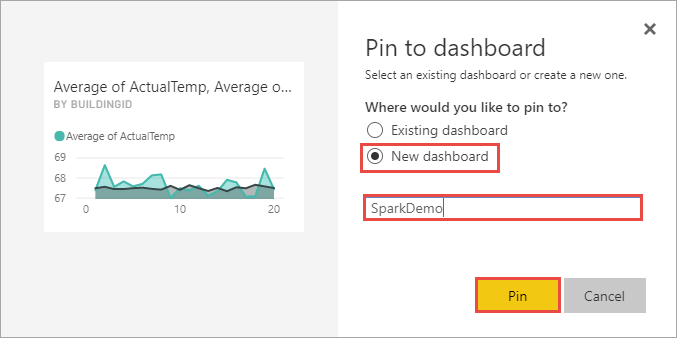 Average of ActualTemp, Average o...
BY BUILDINGID
Average of ActualTemp
69
68
67
0 10 20
Pin to dashboard
Select an existing dashboard or create a new one.
Where would you like to pin to?
Existing dashboard
New dashboard
SparkDemo
Pin Cancel